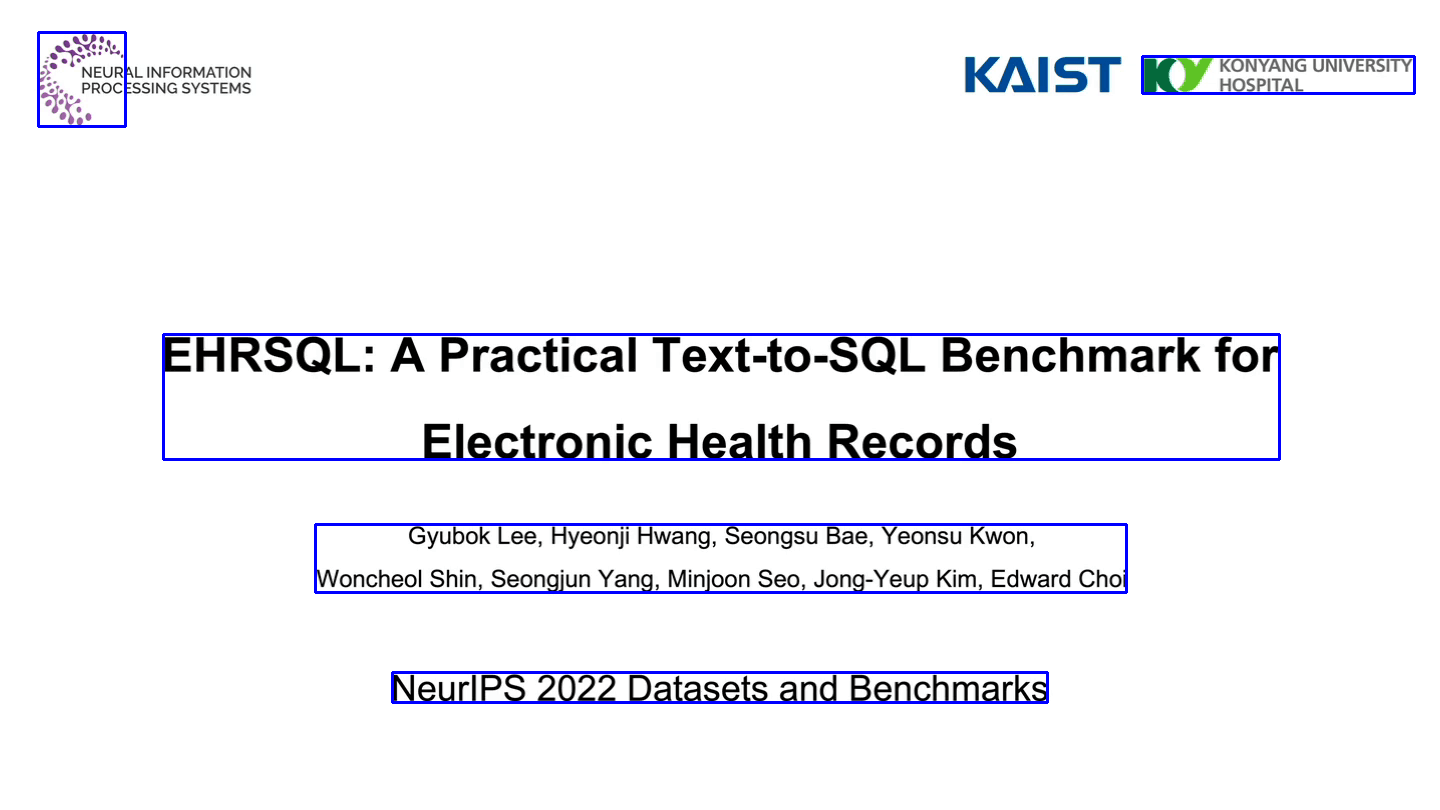 NEURAL INFORMATION
PROCESSING SYSTEMS
KAIST
KONYANG UNIVERSITY
HOSPITAL
EHRSQL: A Practical Text-to-SQL Benchmark for
Electronic Health Records
Gyubok Lee, Hyeonji Hwang, Seongsu Bae, Yeonsu Kwon,
Woncheol Shin, Seongjun Yang, Minjoon Seo, Jong-Yeup Kim, Edward Choi
NeurIPS 2022 Datasets and Benchmarks